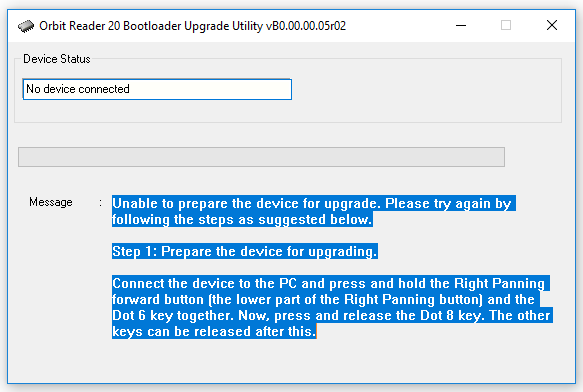 Orbit Reader 20 Bootloader Upgrade Utility vB0.00.00.05r02
Device Status
No device connected
Message : Unable to prepare the device for upgrade. Please try again by
following the steps as suggested below.
Step 1: Prepare the device for upgrading.
Connect the device to the PC and press and hold the Right Panning
forward button (the lower part of the Right Panning button) and the
Dot 6 key together. Now, press and release the Dot 8 key. The other
keys can be released after this.